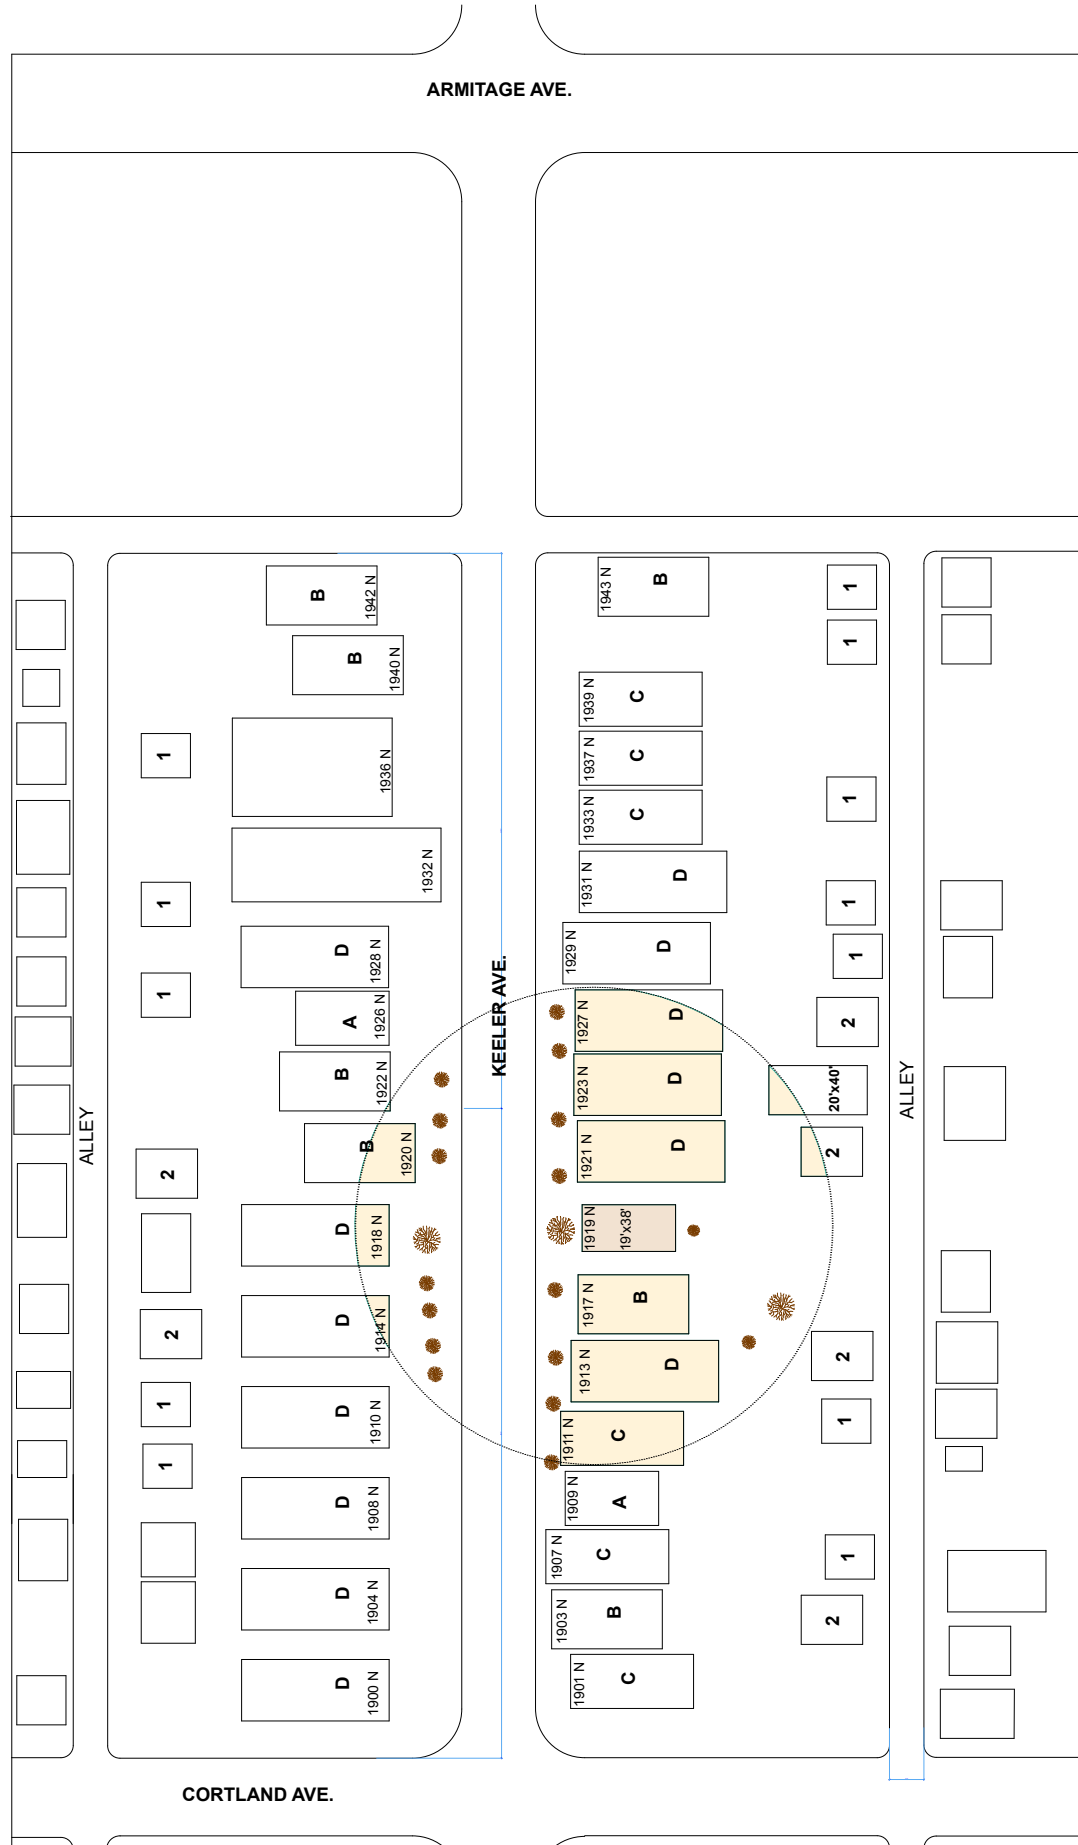 ARMITAGE AVE.
B
1942 N
B
1940 N
1
1936 N
1932 N
1
D
1928 N
1
A
1926 N
B
1922 N
B
1920 N
2
D
1918 N
2
D
1914 N
1
D
1910 N
1
D
1908 N
D
1904 N
D
1900 N
ALLEY
KEELER AVE.
1943 N
B
1
1
1939 N
C
1937 N
C
1
1933 N
C
1931 N
D
1
1929 N
D
1
1927 N
D
2
1923 N
D
20'x40'
1921 N
D
2
1919 N
19'x38'
1917 N
B
1913 N
D
2
1911 N
C
1
1909 N
A
1907 N
C
1
1903 N
B
2
1901 N
C
ALLEY
CORTLAND AVE.